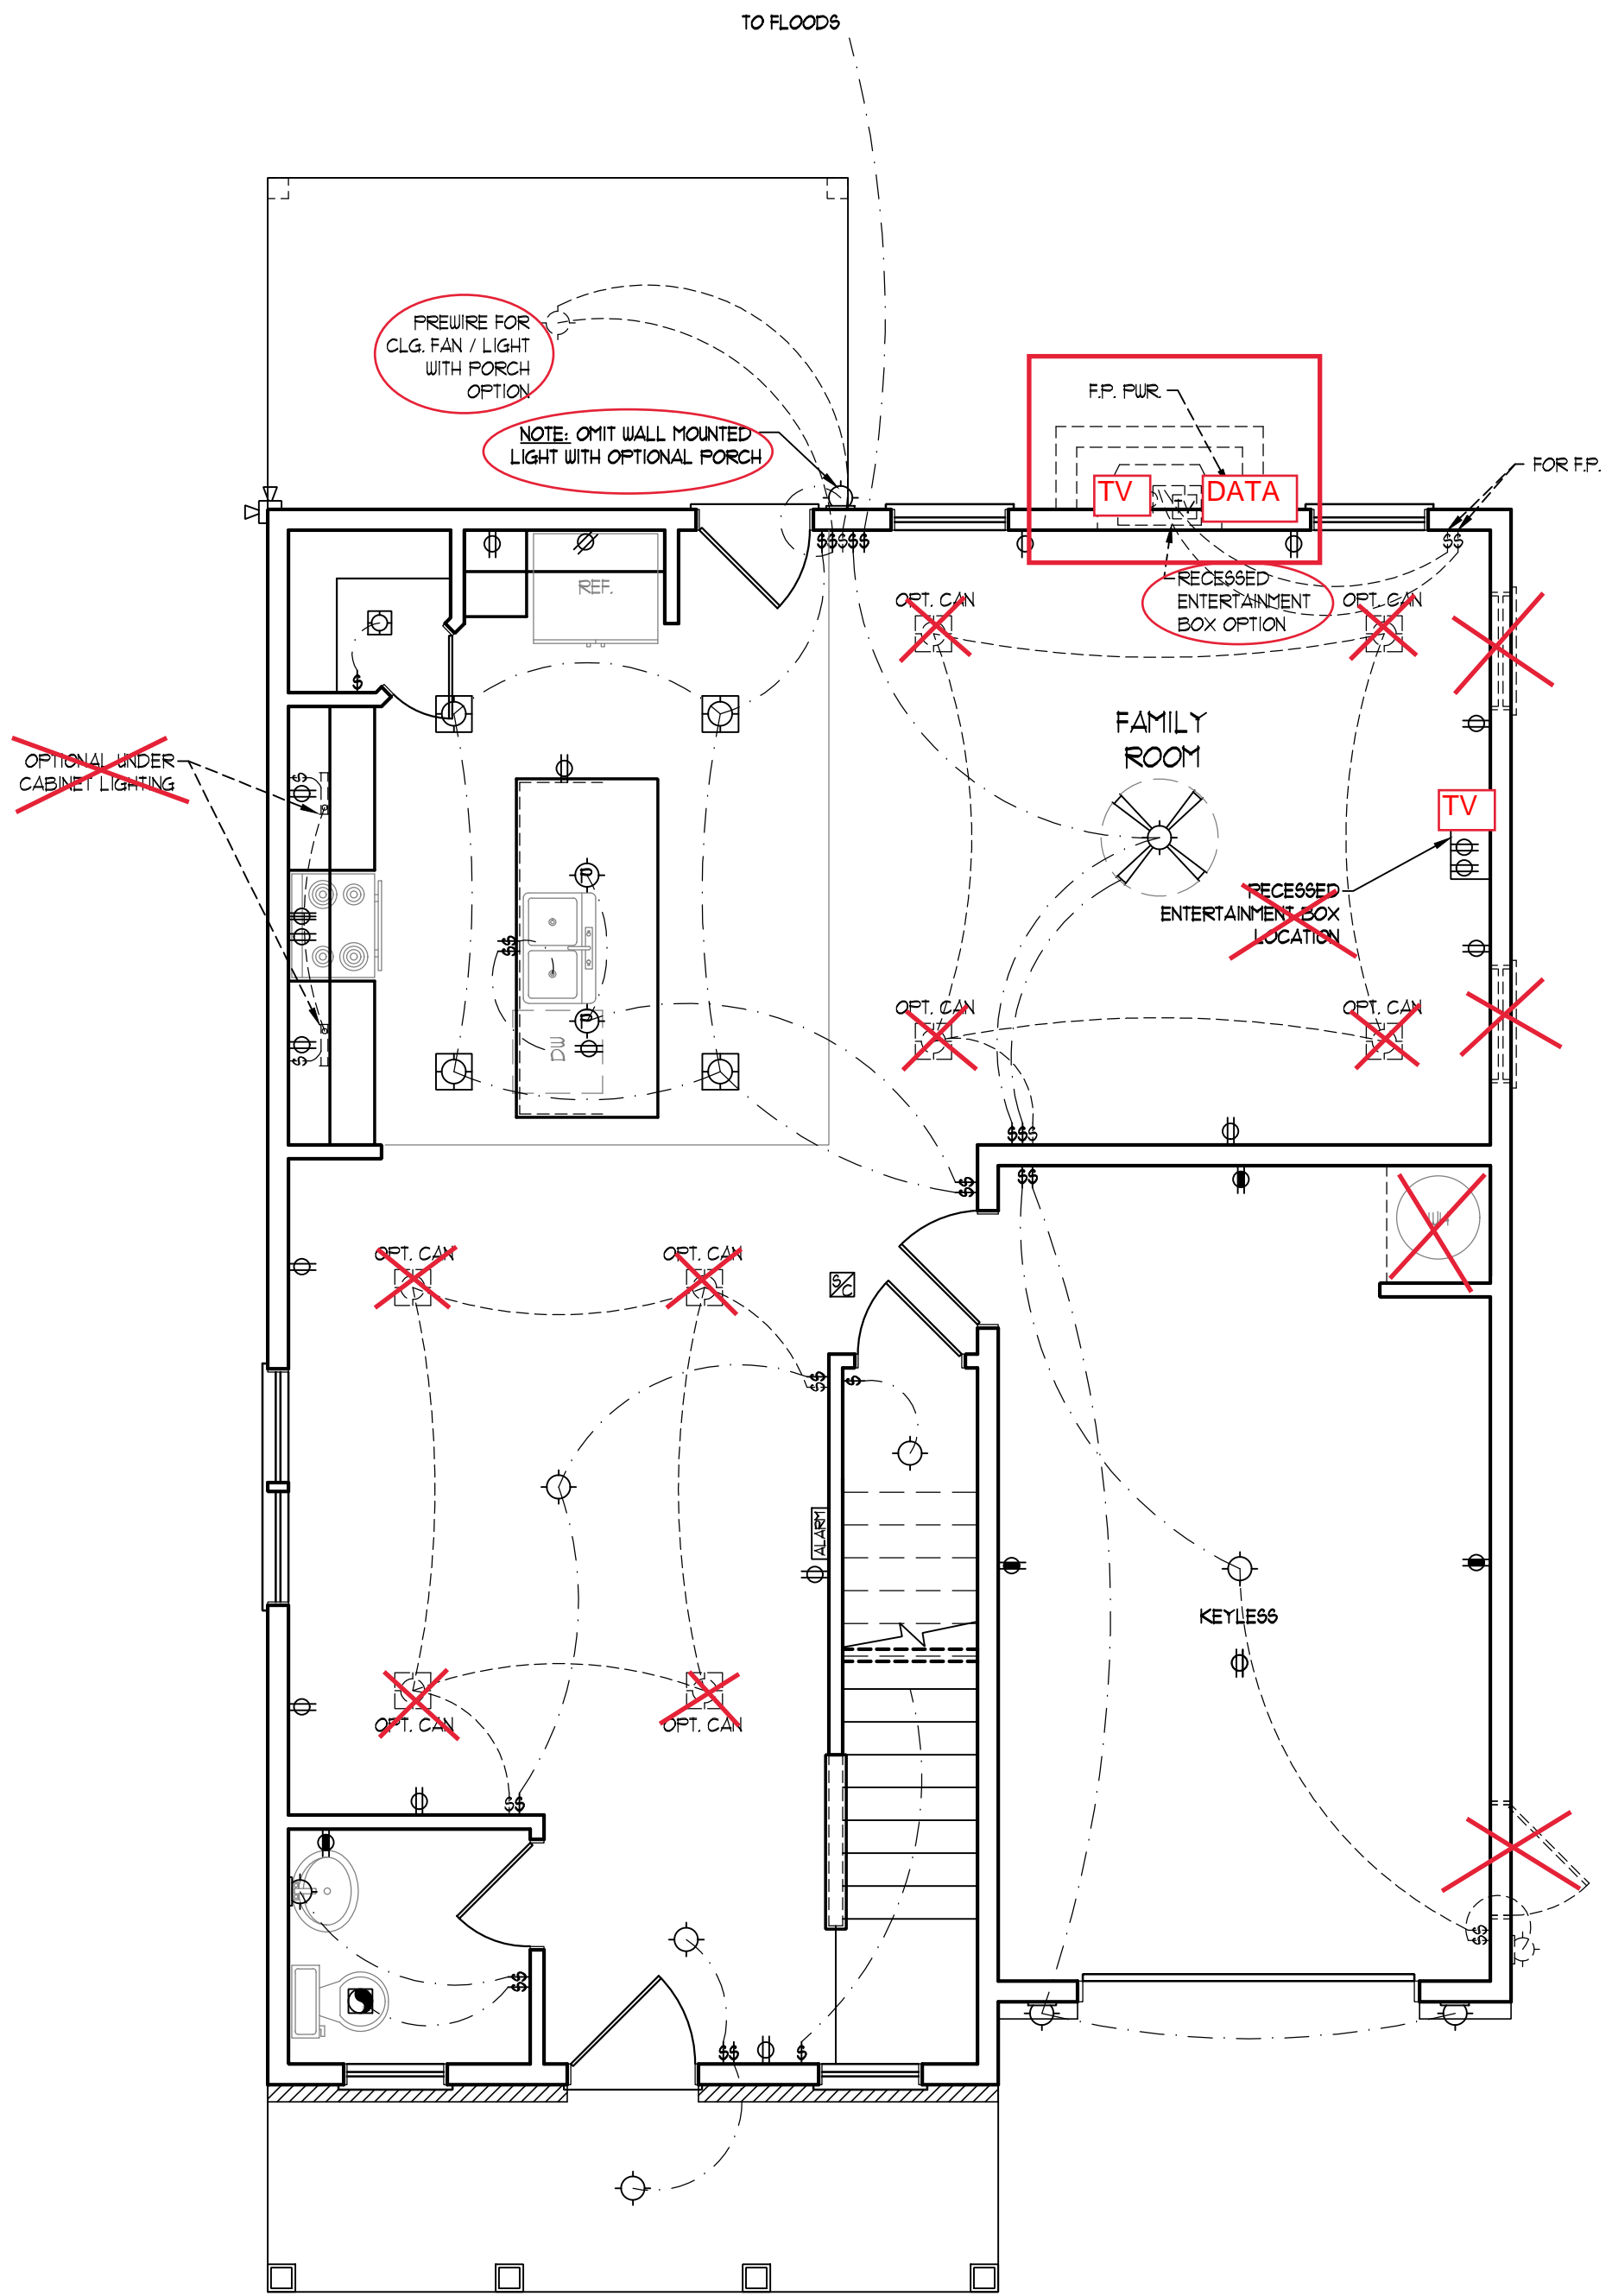 TO FLOODS
PREWIRE FOR
CLG. FAN / LIGHT
WITH PORCH
OPTION
NOTE: OMIT WALL MOUNTED
LIGHT WITH OPTIONAL PORCH
F.P. PWR.
TV
DATA
FOR F.P.
$$$$$
$$
REF.
RECESSED
ENTERTAINMENT
BOX OPTION
OPT. CAN
OPT. CAN
$
FAMILY
ROOM
OPTIONAL UNDER
CABINET LIGHTING
$
TV
R
RECESSED
ENTERTAINMENT BOX
LOCATION
$$
OPT. CAN
OPT. CAN
P
DW
$
$$$
$$
$$
WH
OPT. CAN
OPT. CAN
S/C
$$
$
ALARM
KEYLESS
OPT. CAN
OPT. CAN
$$
$$
$$
$$
$